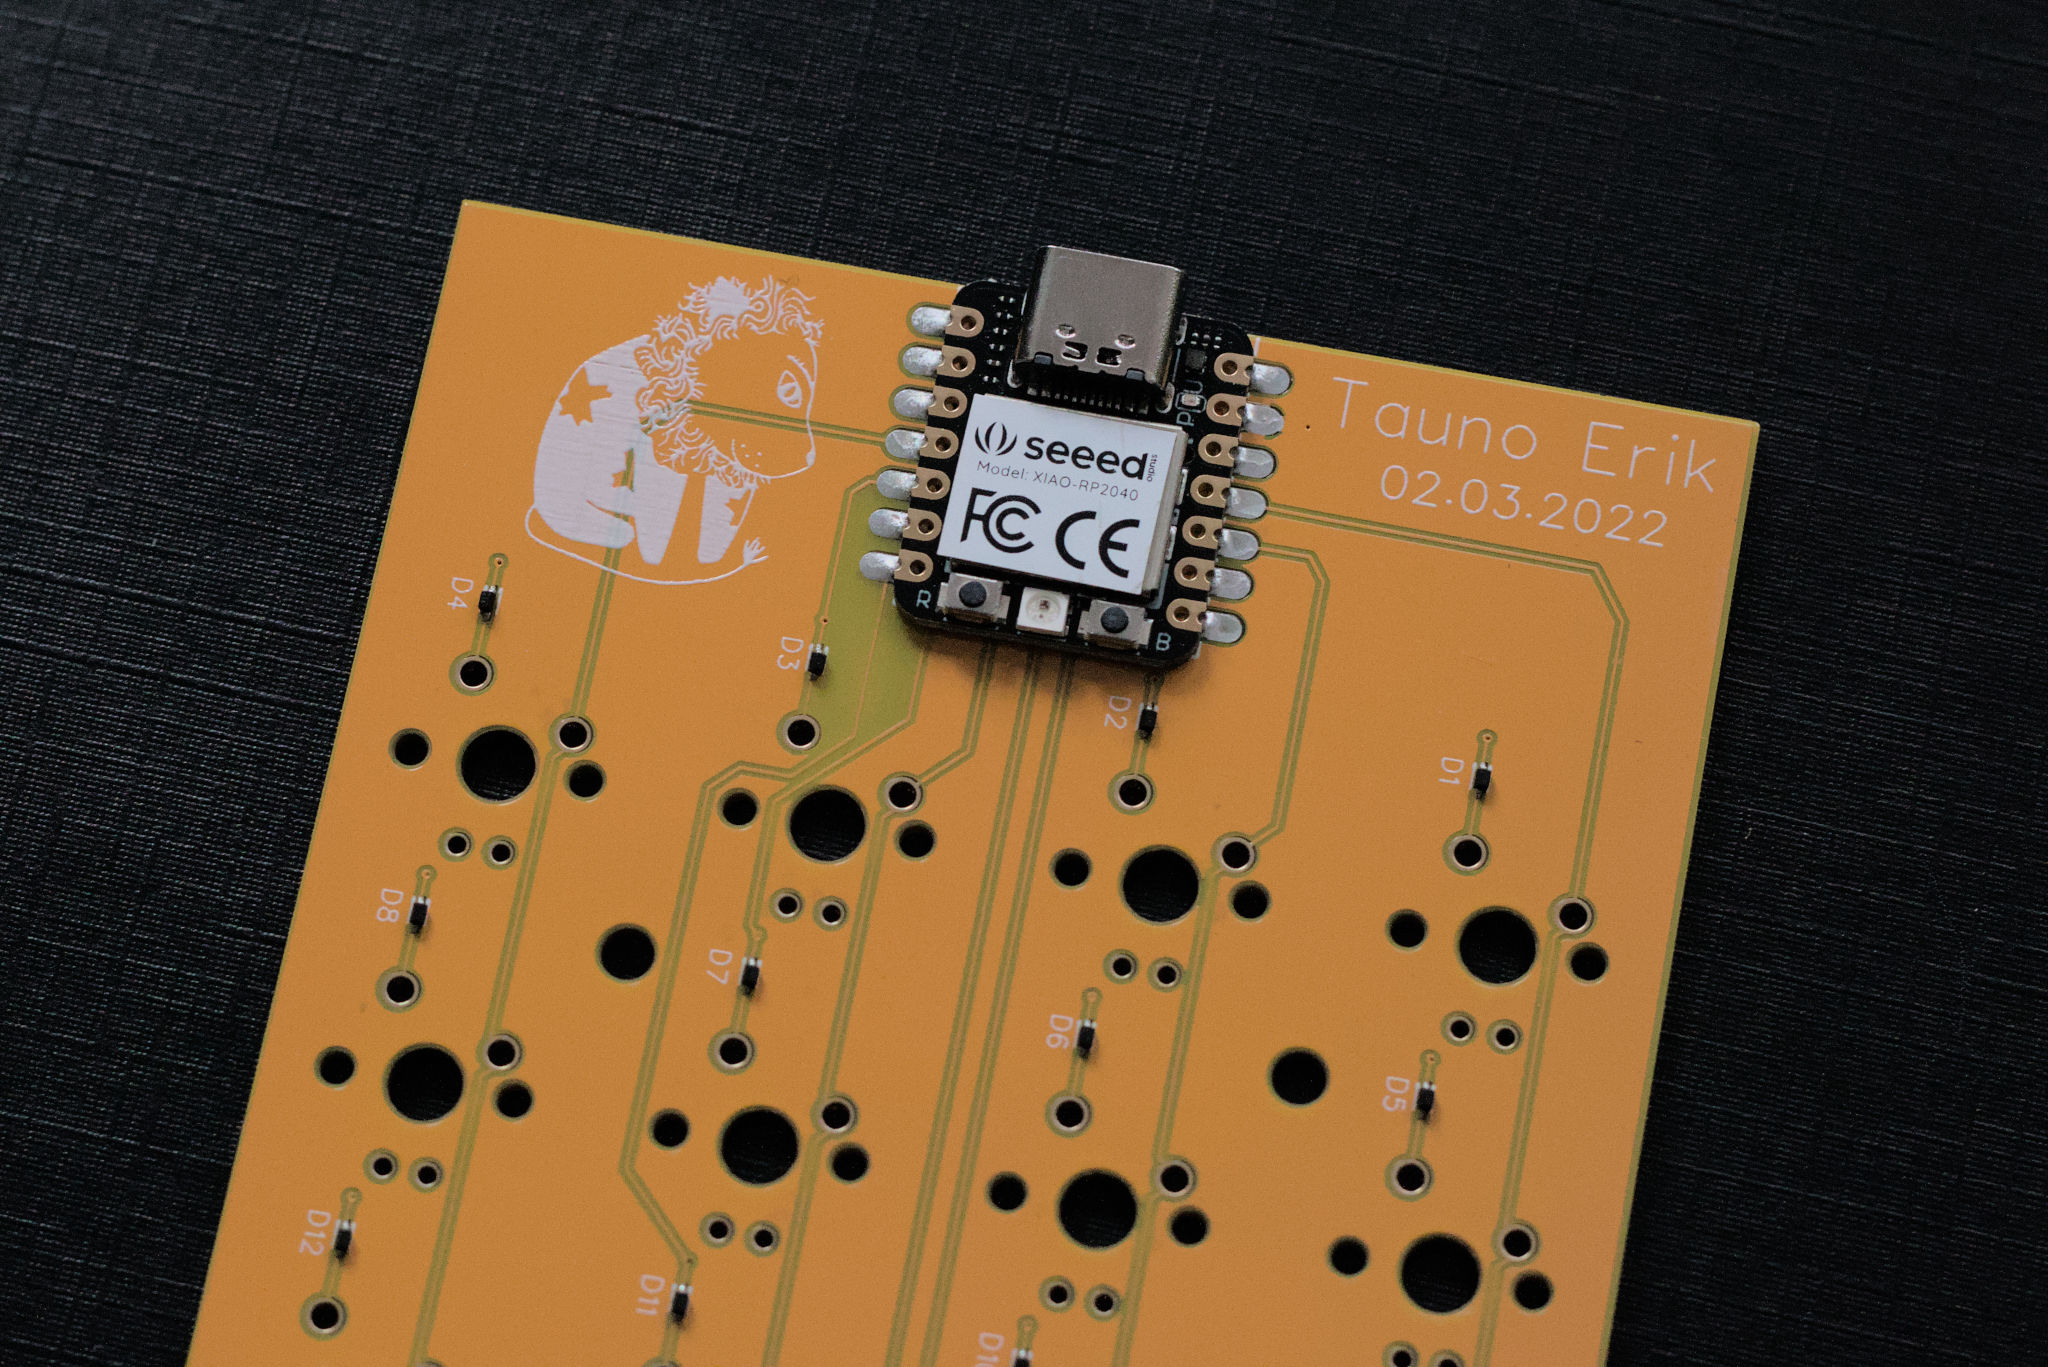 Tauno Erik
02.03.2022
seeed
studio
Model: XIAO-RP2040
FC CE
R
B
D4
D3
D2
D1
D8
D7
D6
D5
D12
D11